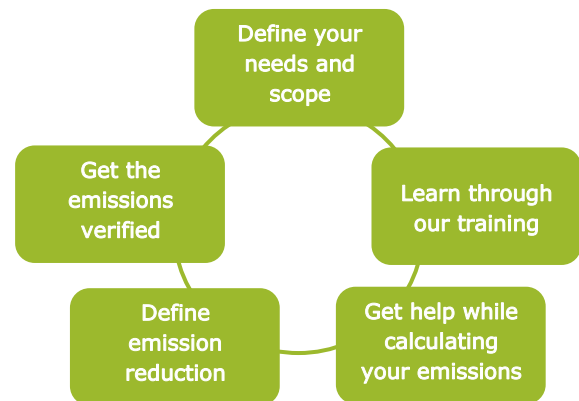 Define your
needs and
scope
Learn through
our training
Get help while
calculating
your emissions
Define
emission
reduction
Get the
emissions
verified